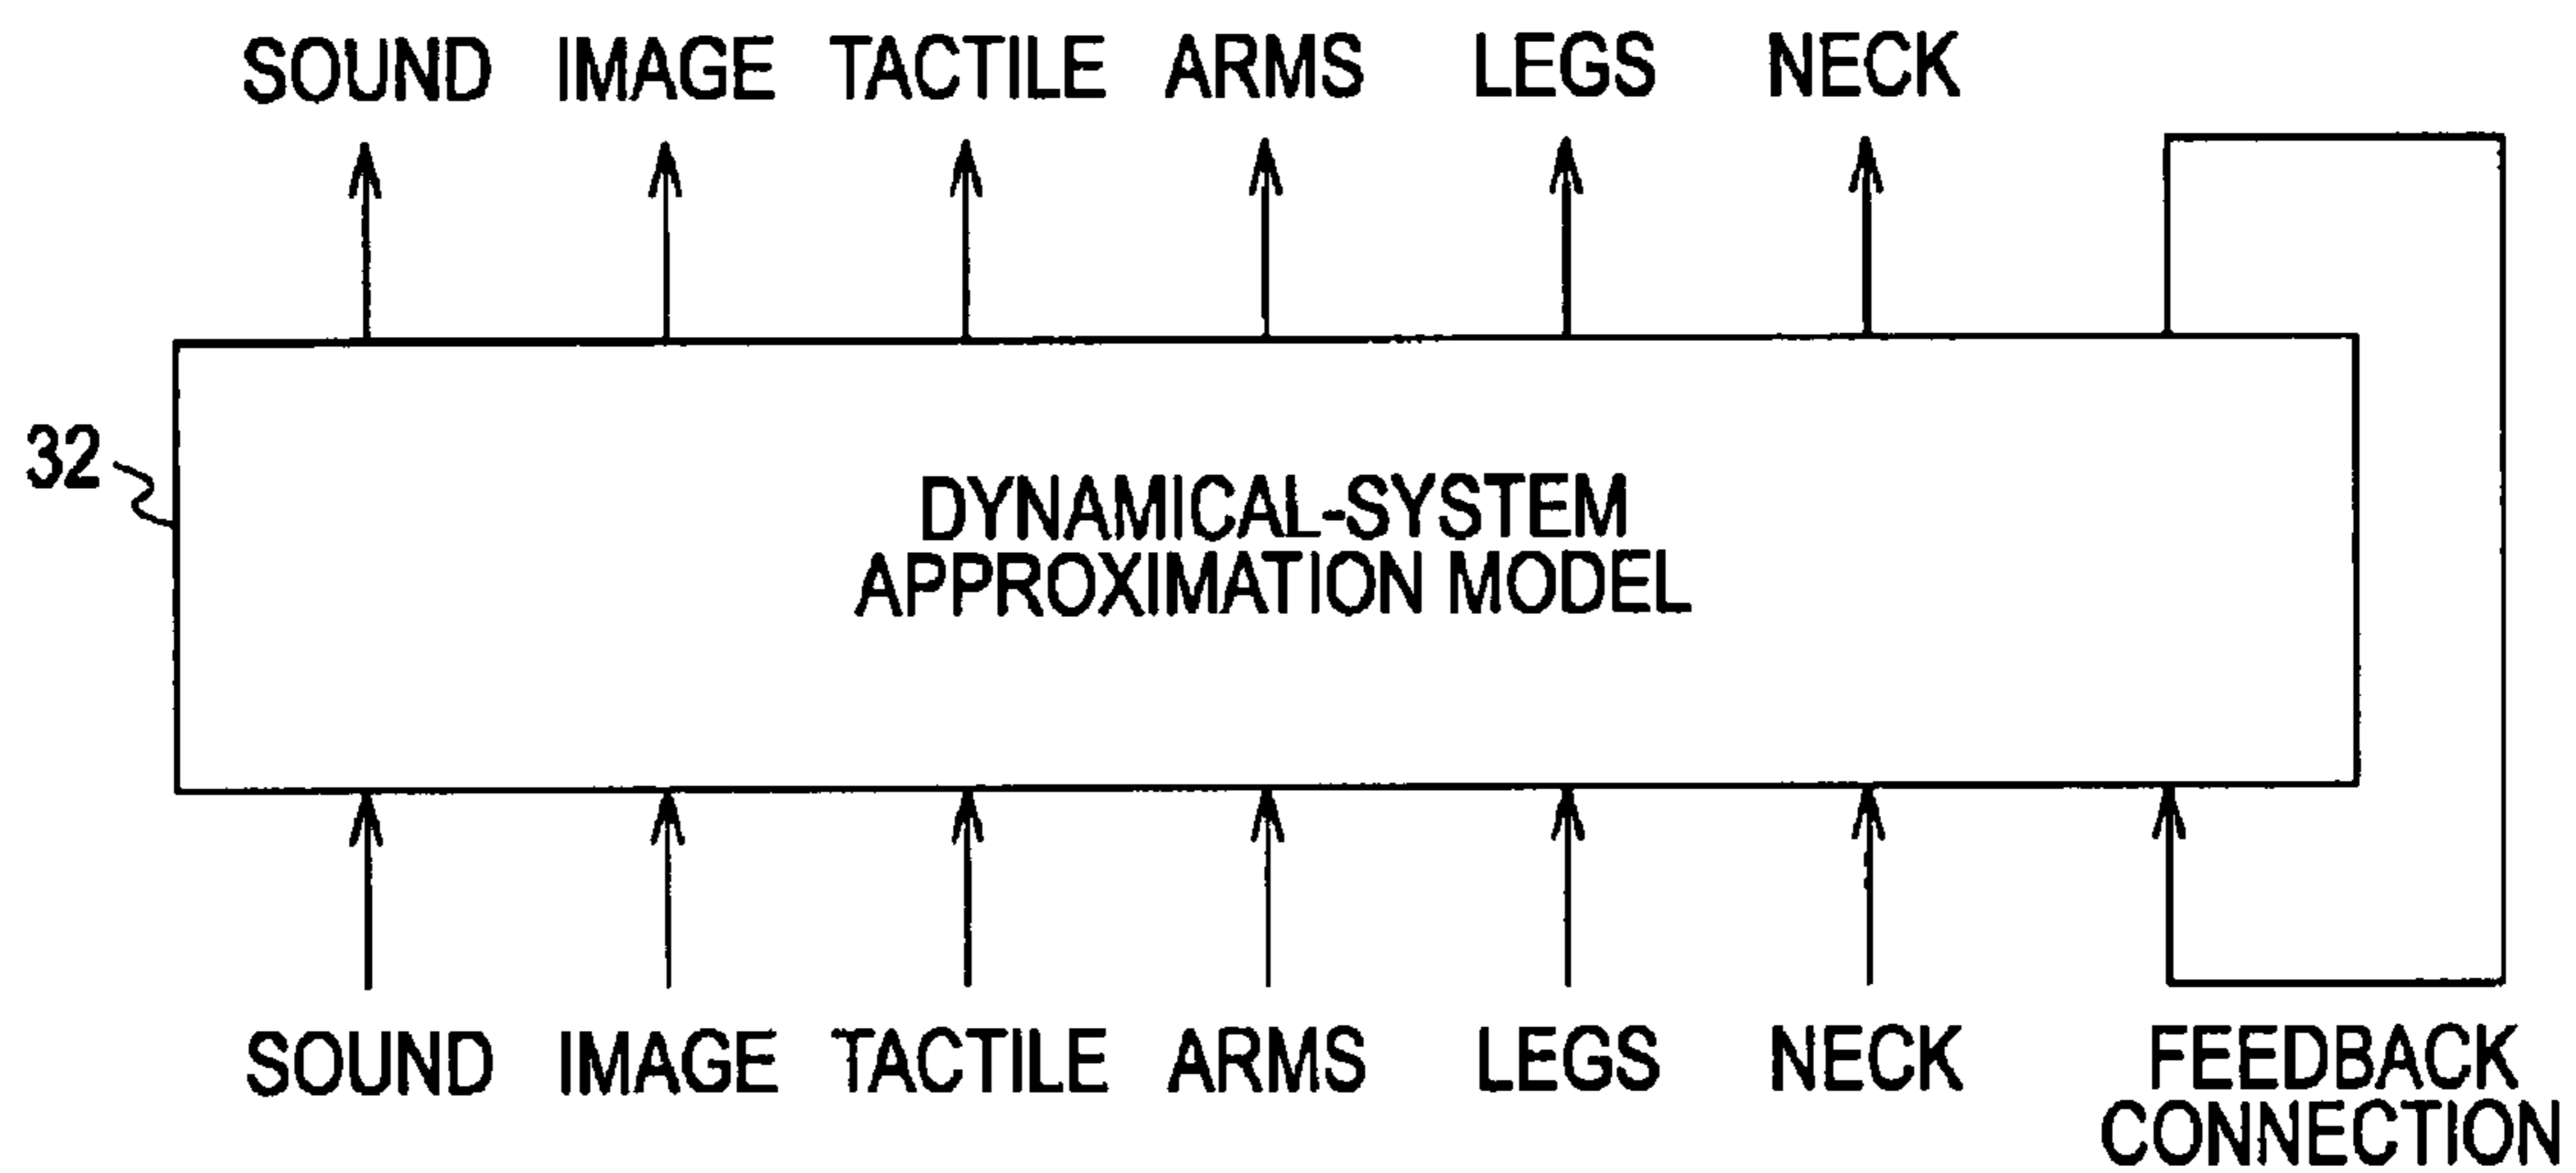 SOUND IMAGE TACTILE ARMS LEGS NECK
32
DYNAMICAL-SYSTEM
APPROXIMATION MODEL
SOUND IMAGE TACTILE ARMS LEGS NECK FEEDBACK
CONNECTION